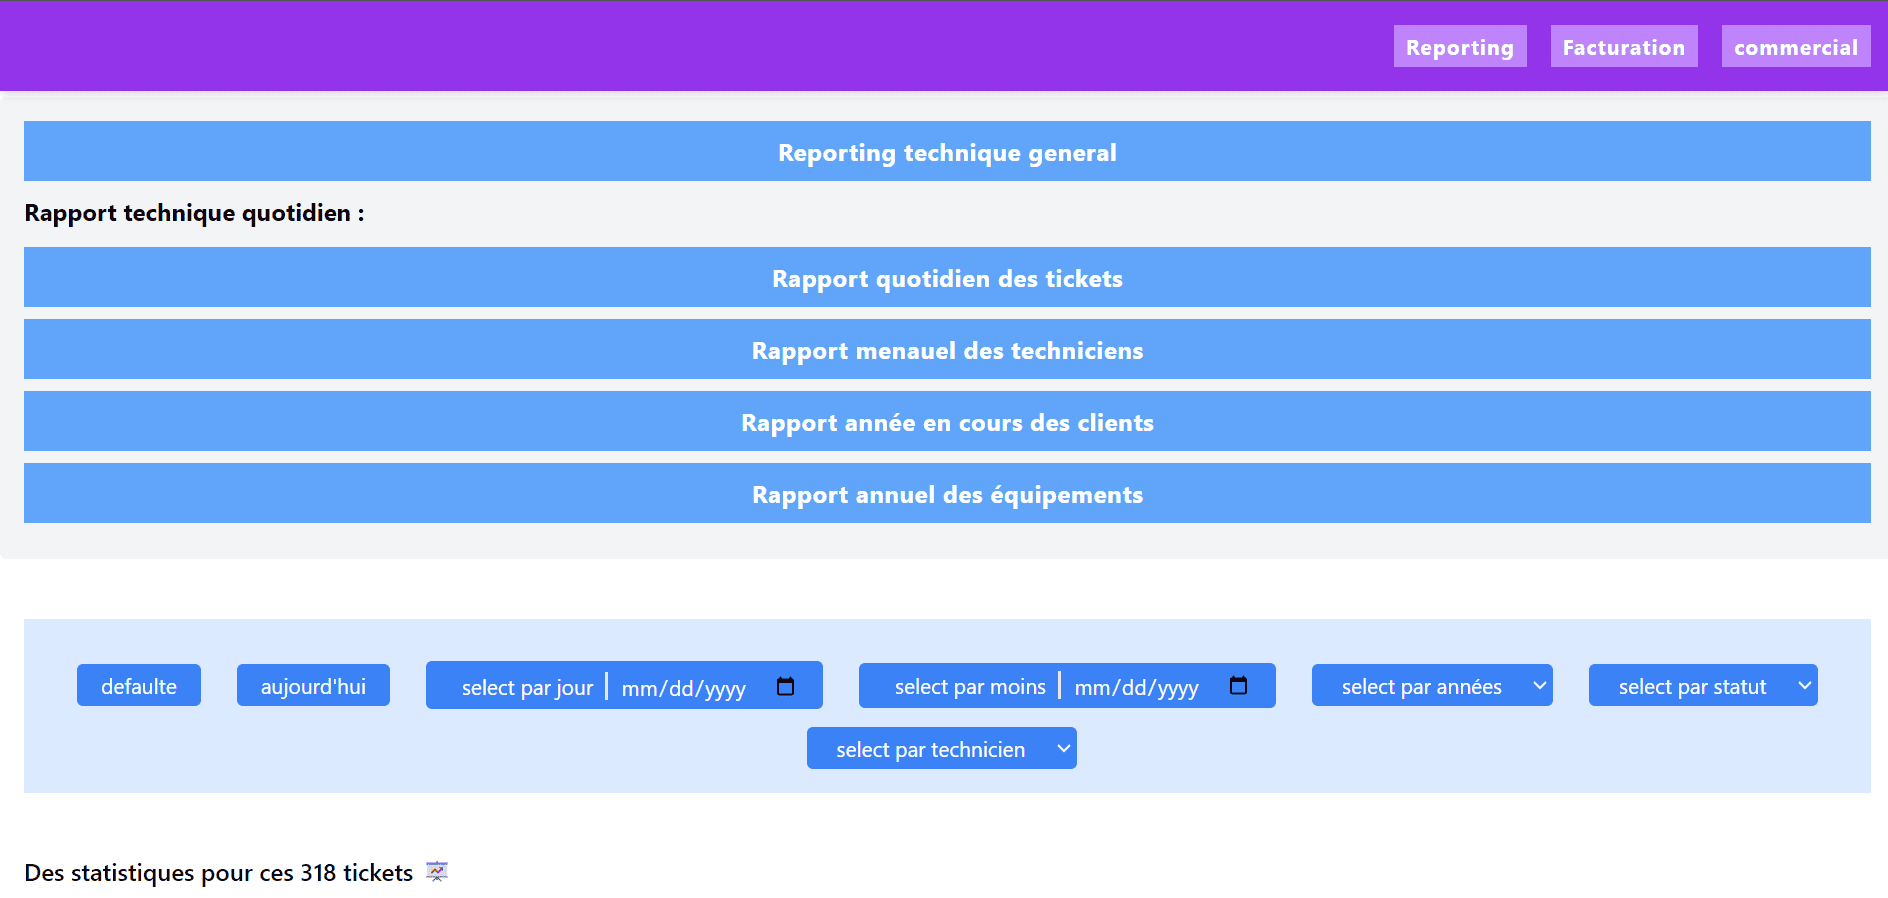 Reporting Facturation commercial
Reporting technique general
Rapport technique quotidien :
Rapport quotidien des tickets
Rapport menauel des techniciens
Rapport année en cours des clients
Rapport annuel des équipements
defaulte aujourd'hui select par jour mm/dd/yyyy select par moins mm/dd/yyyy select par années select par statut
select par technicien
Des statistiques pour ces 318 tickets